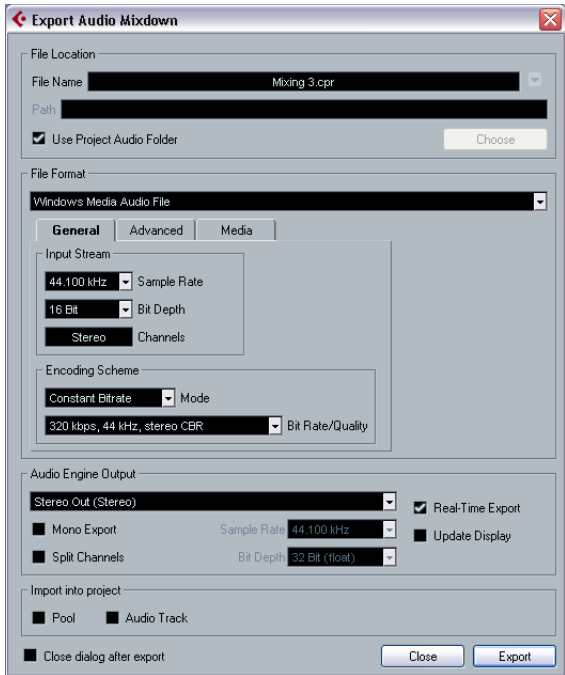 Export Audio Mixdown
File Location
File Name Mixing 3.cpr
Path
Use Project Audio Folder Choose
File Format
Windows Media Audio File
General Advanced Media
Input Stream
44.100 kHz Sample Rate
16 Bit Bit Depth
Stereo Channels
Encoding Scheme
Constant Bitrate Mode
320 kbps, 44 kHz, stereo CBR Bit Rate/Quality
Audio Engine Output
Stereo Out (Stereo) Real-Time Export
Mono Export Sample Rate 44.100 kHz Update Display
Split Channels Bit Depth 32 Bit (float)
Import into project
Pool Audio Track
Close dialog after export Close Export